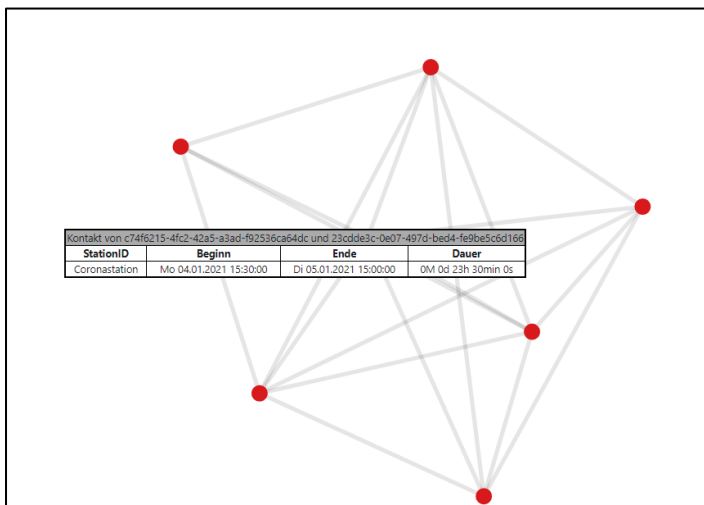 Kontakt von c74f6215-4fc2-42a5-a3ad-f92536ca64dc und 23cdde3c-0e07-497d-bed4-fe9be5c6d166
StationID Beginn Ende Dauer
Coronastation Mo 04.01.2021 15:30:00 Di 05.01.2021 15:00:00 0M 0d 23h 30min 0s